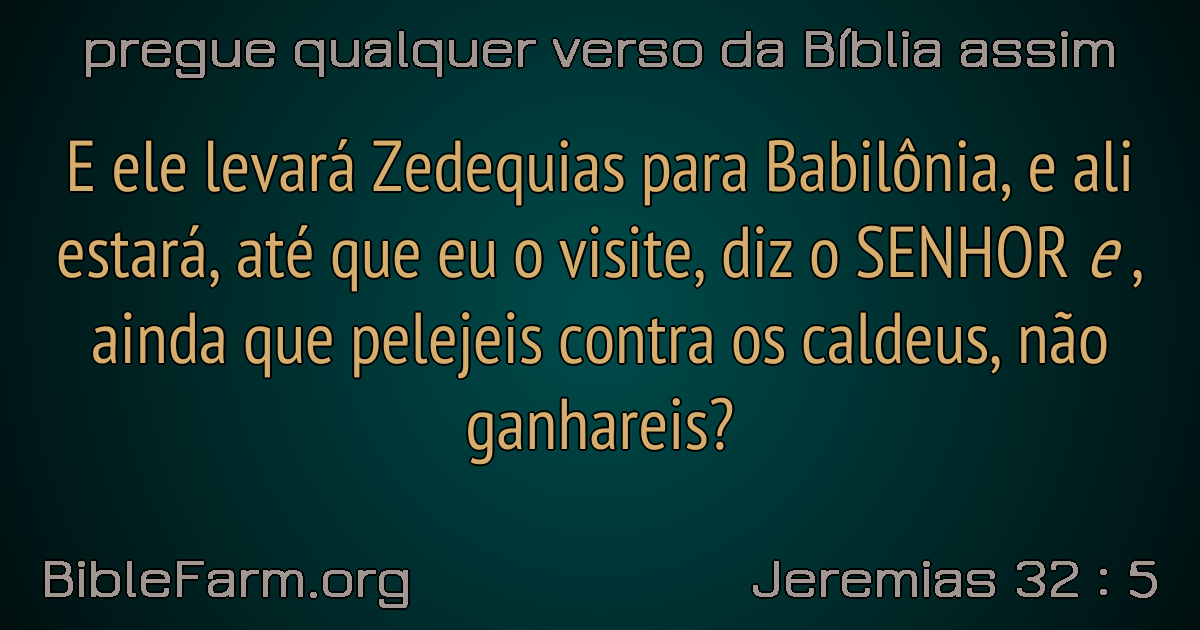 pregue qualquer verso da Bíblia assim
E ele levará Zedequias para Babilônia, e ali
estará, até que eu o visite, diz o SENHOR e ,
ainda que pelejeis contra os caldeus, não
ganhareis?
BibleFarm.org
Jeremias 32 : 5